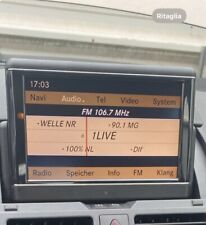 Ritaglia
17:03
Navi Audio Tel Video System
FM 106.7 MHz
WELLE NR 90.1 MG
1LIVE
100% NL Dlf
Radio Speicher Info FM Klang